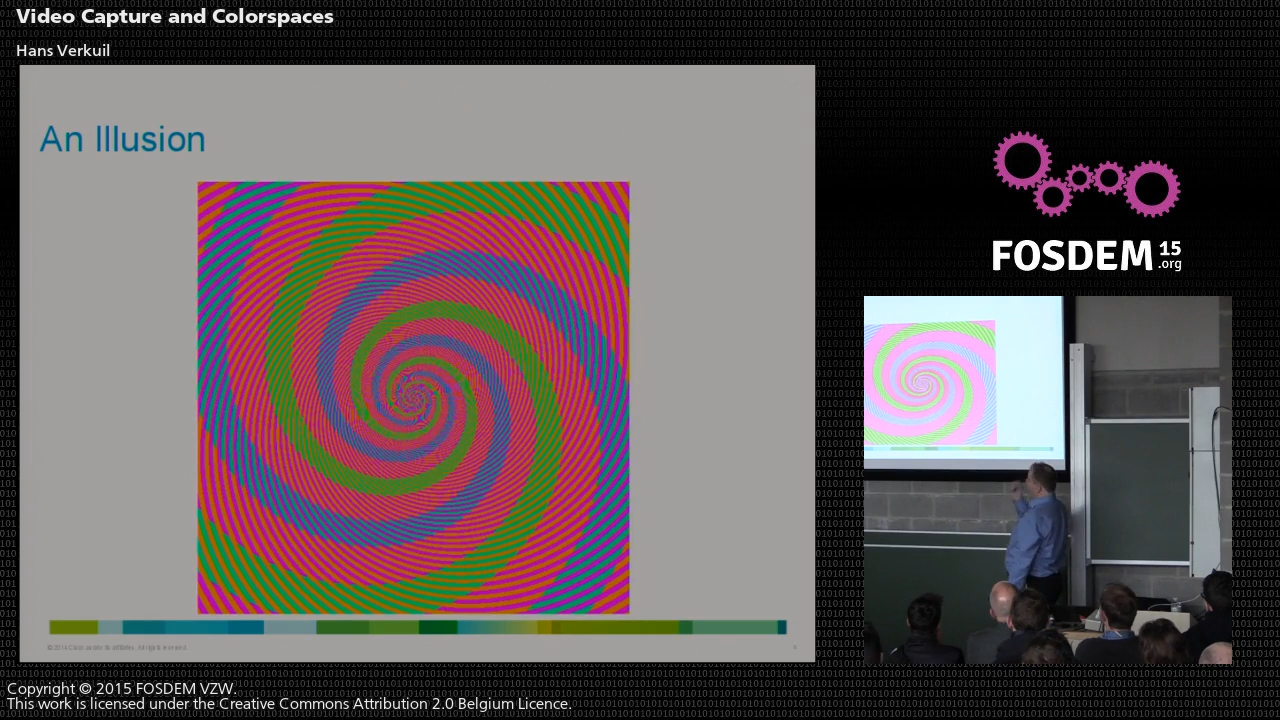 Video Capture and Colorspaces
Hans Verkuil
An Illusion
FOSDEM 15
.org
Copyright © 2015 FOSDEM VZW.
This work is licensed under the Creative Commons Attribution 2.0 Belgium Licence.